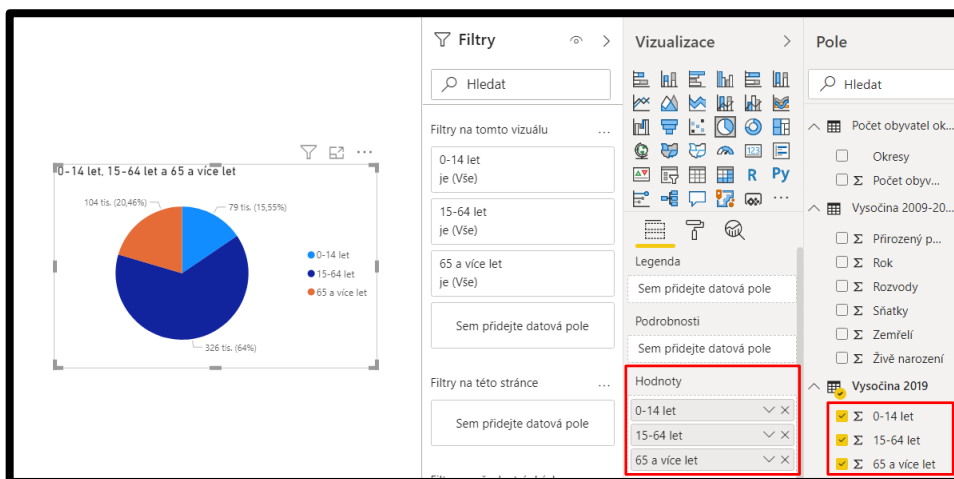 0-14 let, 15-64 let a 65 a více let
104 tis. (20,46%)
79 tis. (15,55%)
326 tis. (64%)
0-14 let
15-64 let
65 a více let
Filtry
Hledat
Filtry na tomto vizuálu
...
0-14 let
je (Vše)
15-64 let
je (Vše)
65 a více let
je (Vše)
Sem přidejte datová pole
Filtry na této stránce
...
Sem přidejte datová pole
Vizualizace
123
R
Py
...
Legenda
Sem přidejte datová pole
Podrobnosti
Sem přidejte datová pole
Hodnoty
0-14 let
15-64 let
65 a více let
Pole
Hledat
Počet obyvatel ok...
Okresy
Σ Počet obyv...
Vysočina 2009-20...
Σ Přirozený p...
Σ Rok
Σ Rozvody
Σ Sňatky
Σ Zemřelí
Σ Živě narození
Vysočina 2019
Σ 0-14 let
Σ 15-64 let
Σ 65 a více let